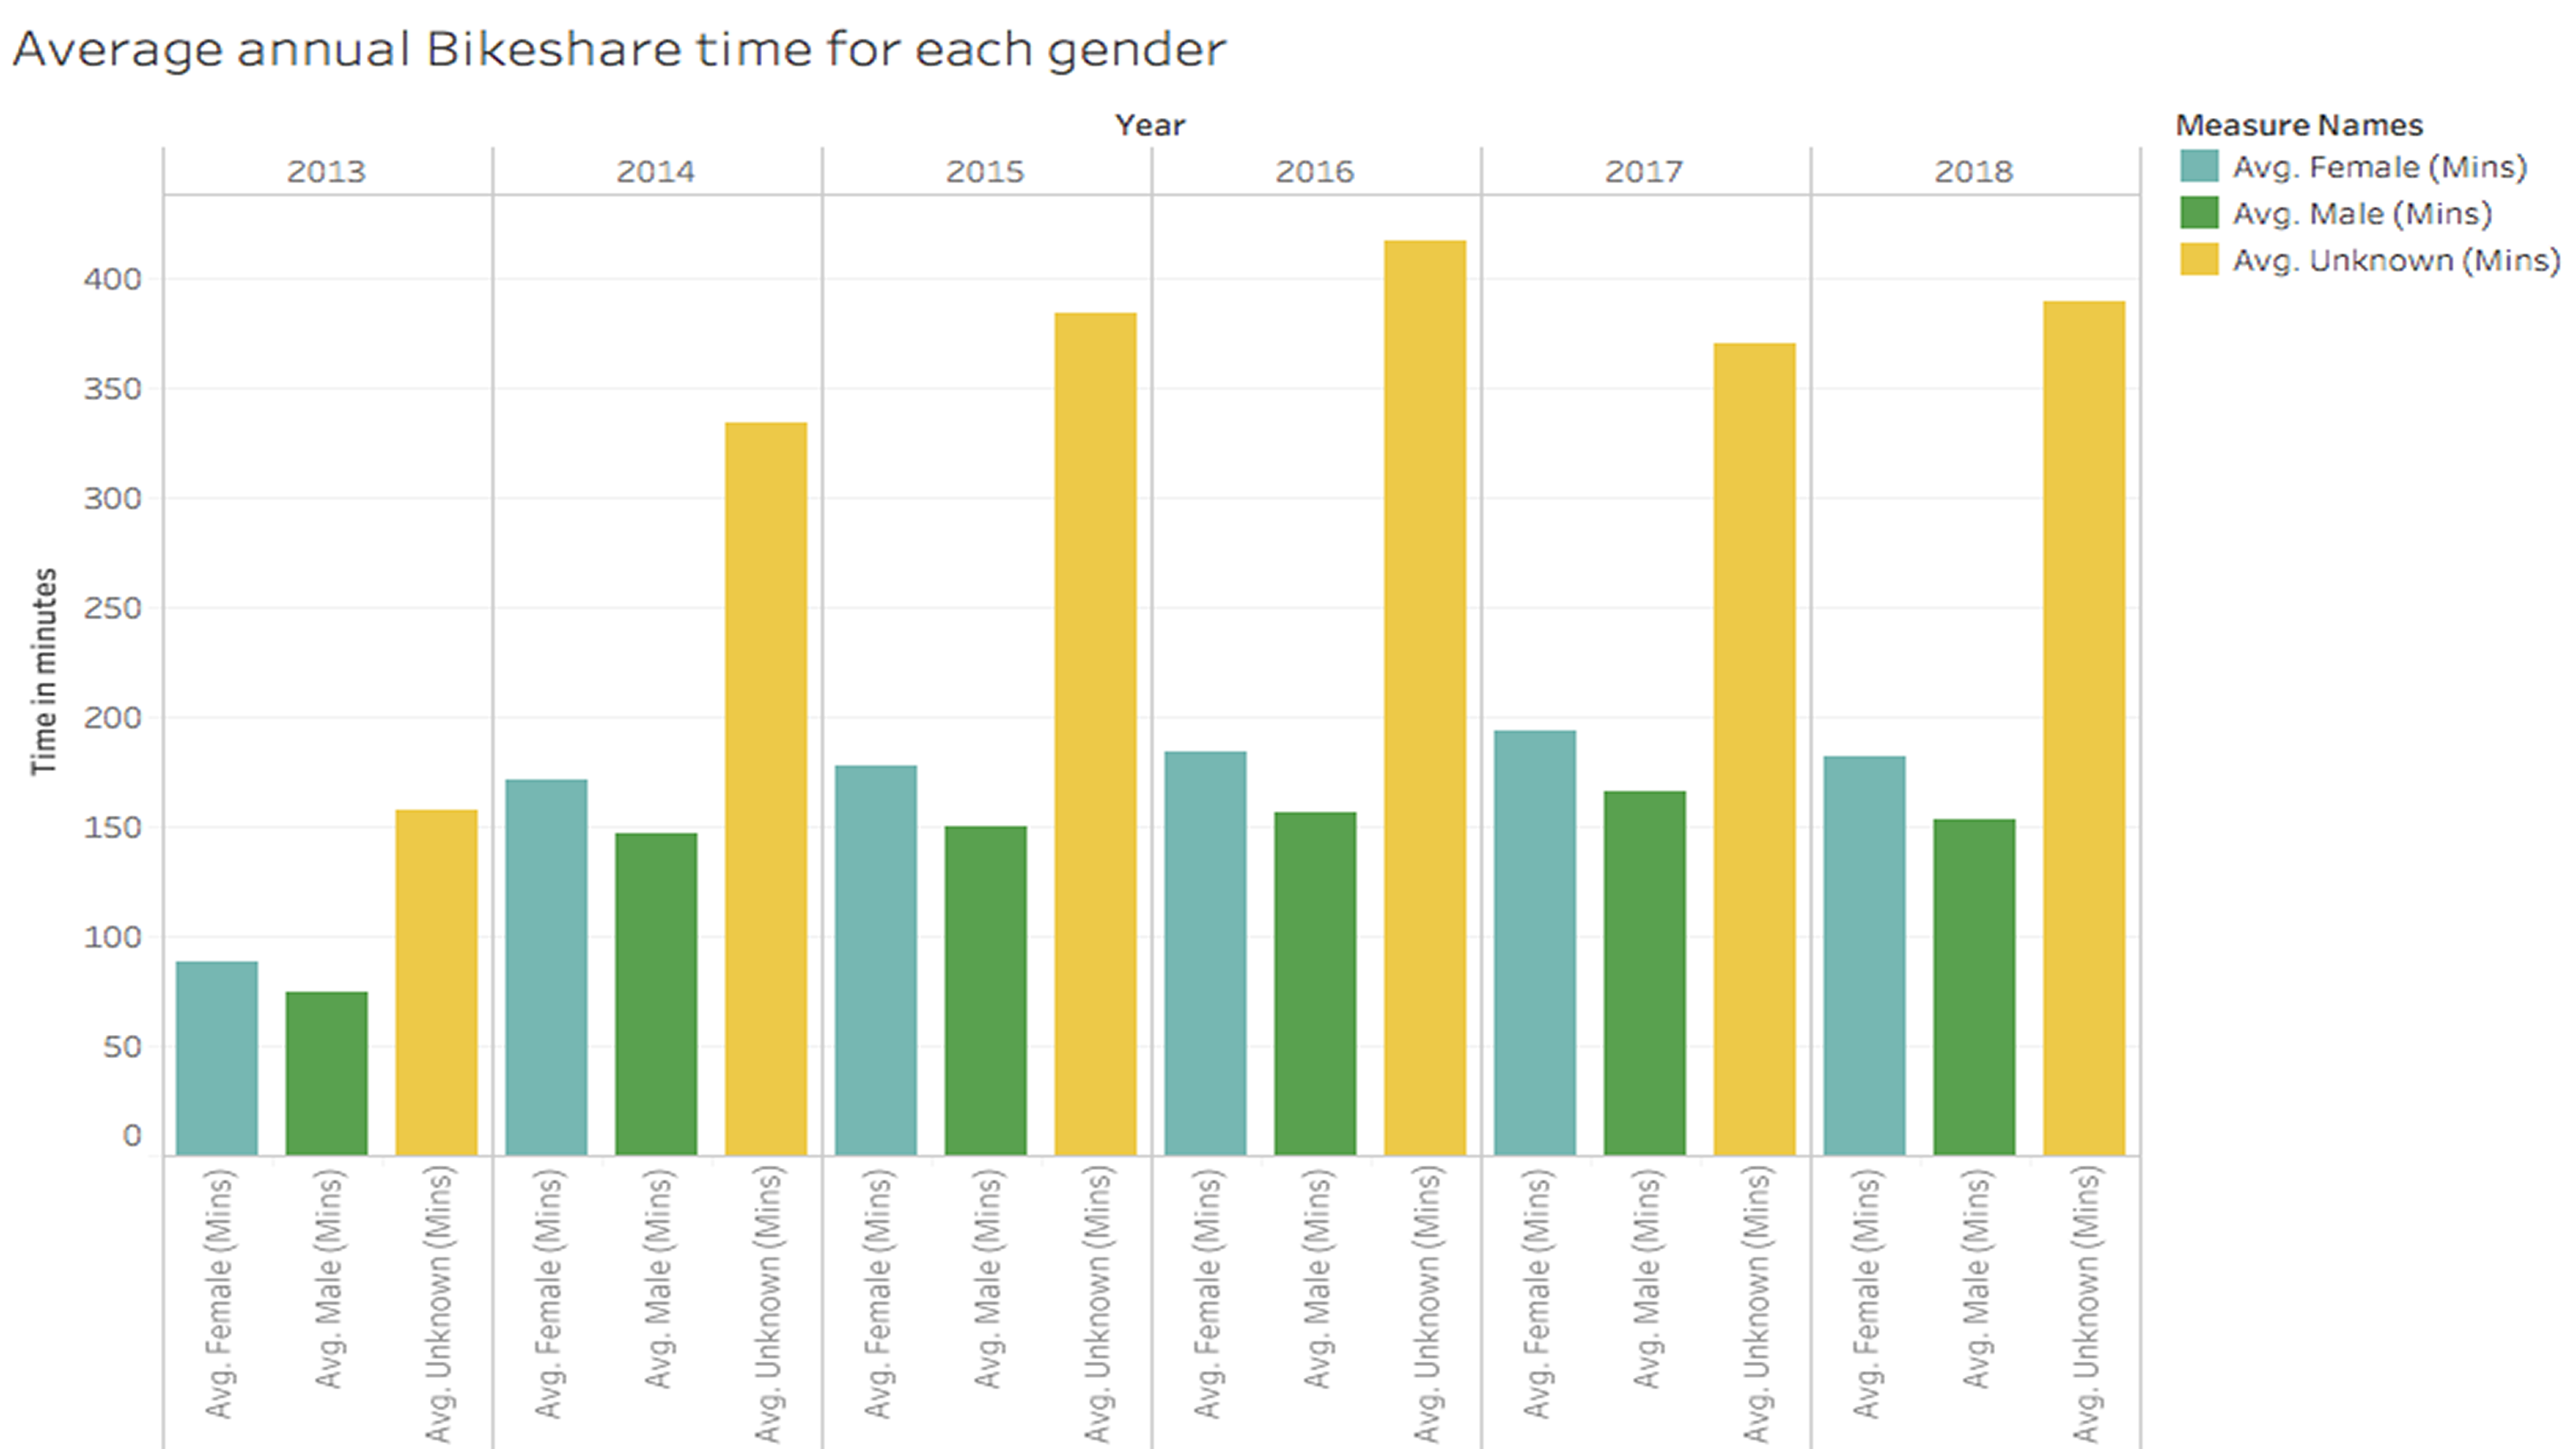 Average annual Bikeshare time for each gender
Year
2013 2014 2015 2016 2017 2018
Measure Names
Avg. Female (Mins)
Avg. Male (Mins)
Avg. Unknown (Mins)
Time in minutes
400
350
300
250
200
150
100
50
0
Avg. Female (Mins)
Avg. Male (Mins)
Avg. Unknown (Mins)
Avg. Female (Mins)
Avg. Male (Mins)
Avg. Unknown (Mins)
Avg. Female (Mins)
Avg. Male (Mins)
Avg. Unknown (Mins)
Avg. Female (Mins)
Avg. Male (Mins)
Avg. Unknown (Mins)
Avg. Female (Mins)
Avg. Male (Mins)
Avg. Unknown (Mins)
Avg. Female (Mins)
Avg. Male (Mins)
Avg. Unknown (Mins)